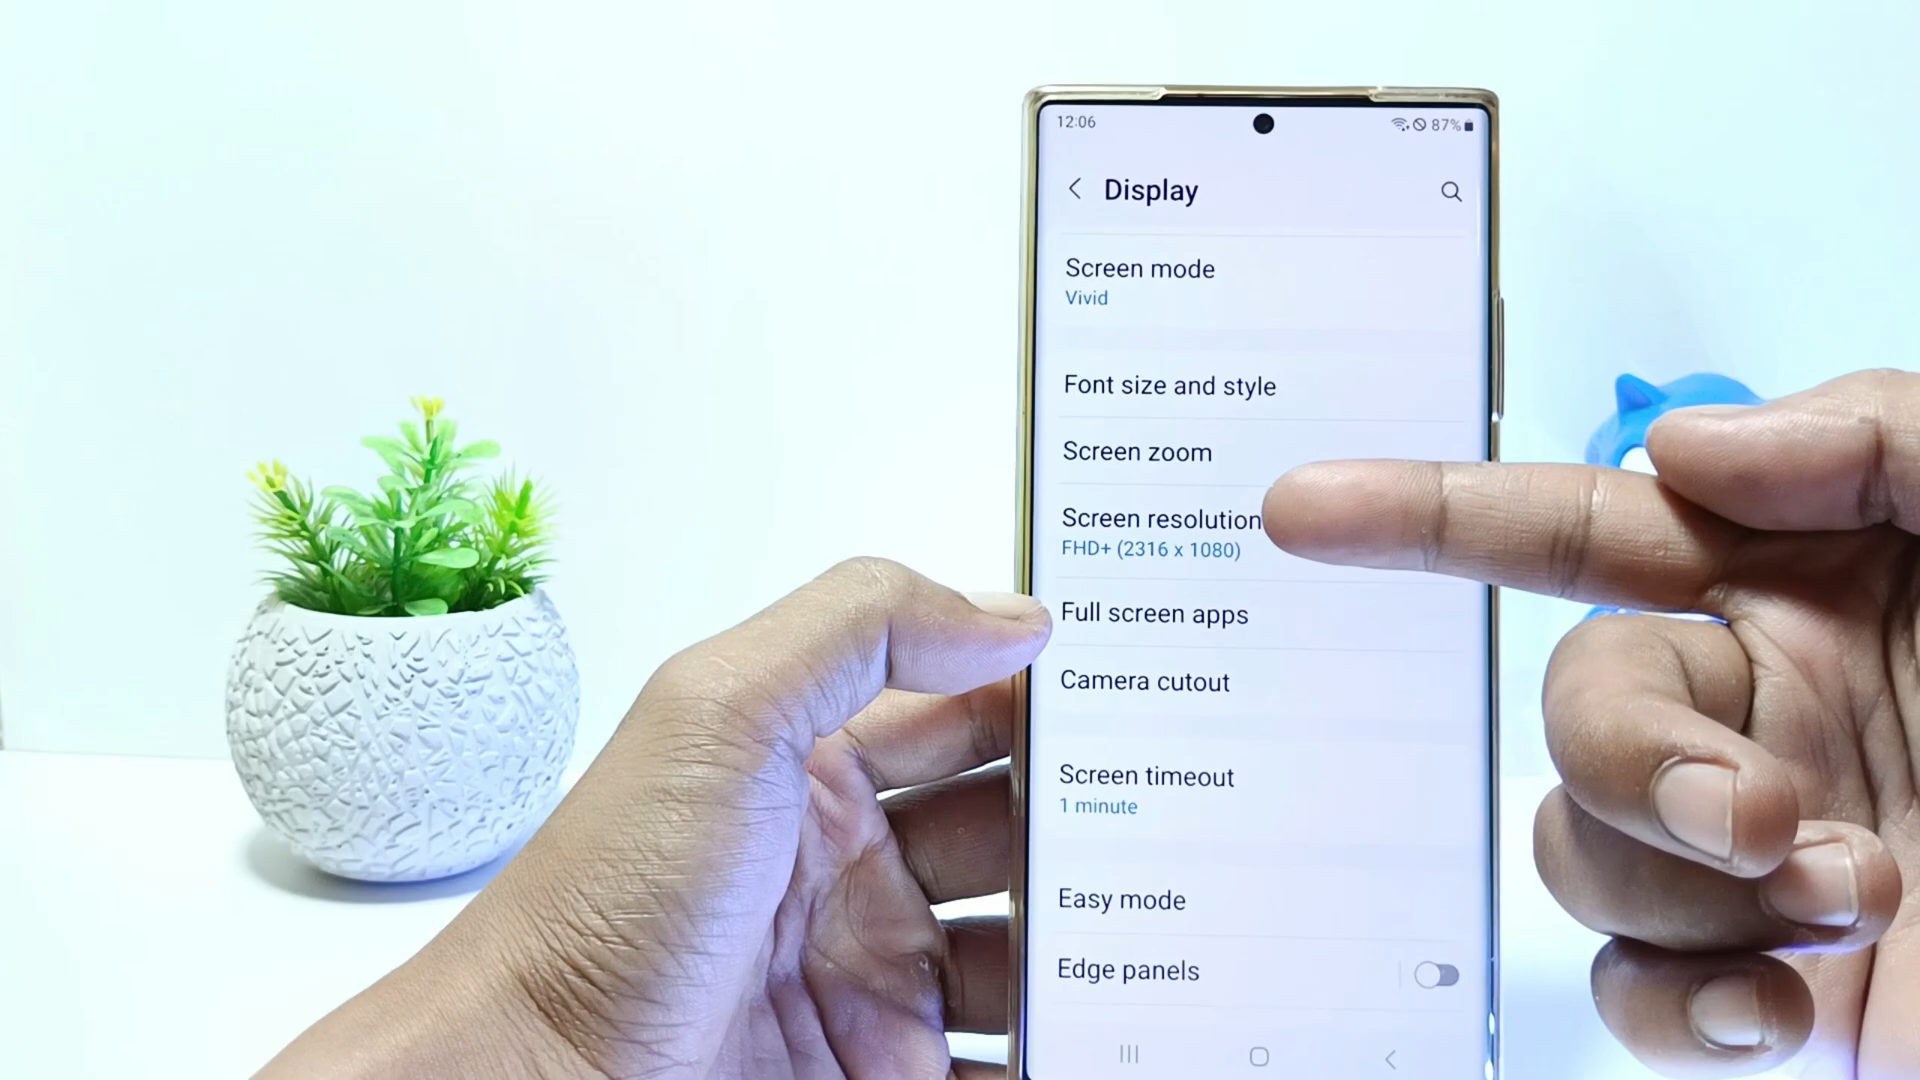 12:06
87%
Display
Screen mode
Vivid
Font size and style
Screen zoom
Screen resolution
FHD+ (2316 x 1080)
Full screen apps
Camera cutout
Screen timeout
1 minute
Easy mode
Edge panels